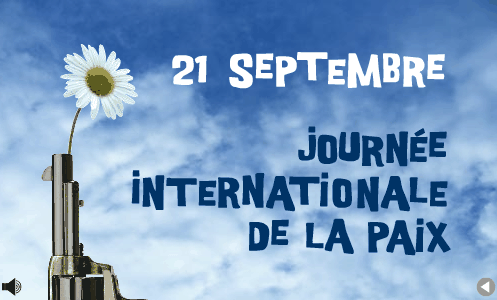 21 SEPTEMBRE
JOURNÉE
INTERNATIONALE
DE LA PAIX